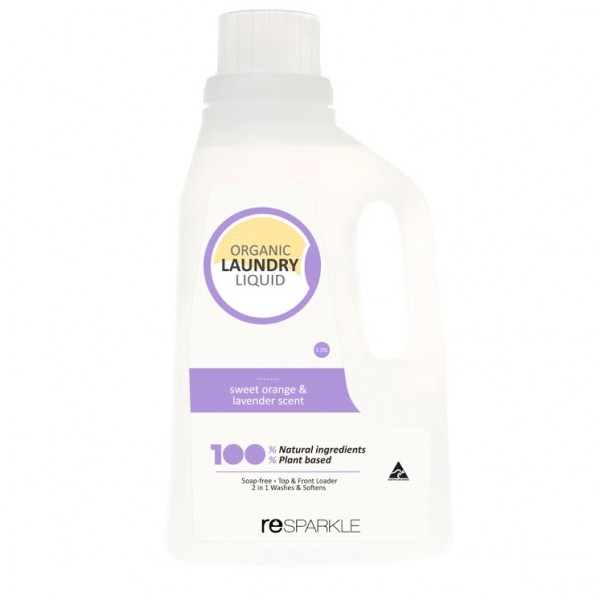 ORGANIC
LAUNDRY
LIQUID
sweet orange &
lavender scent
100% Natural ingredients
% Plant based
Soap-free • Top & Front Loader
2 in 1 Washes & Softens
reSPARKLE